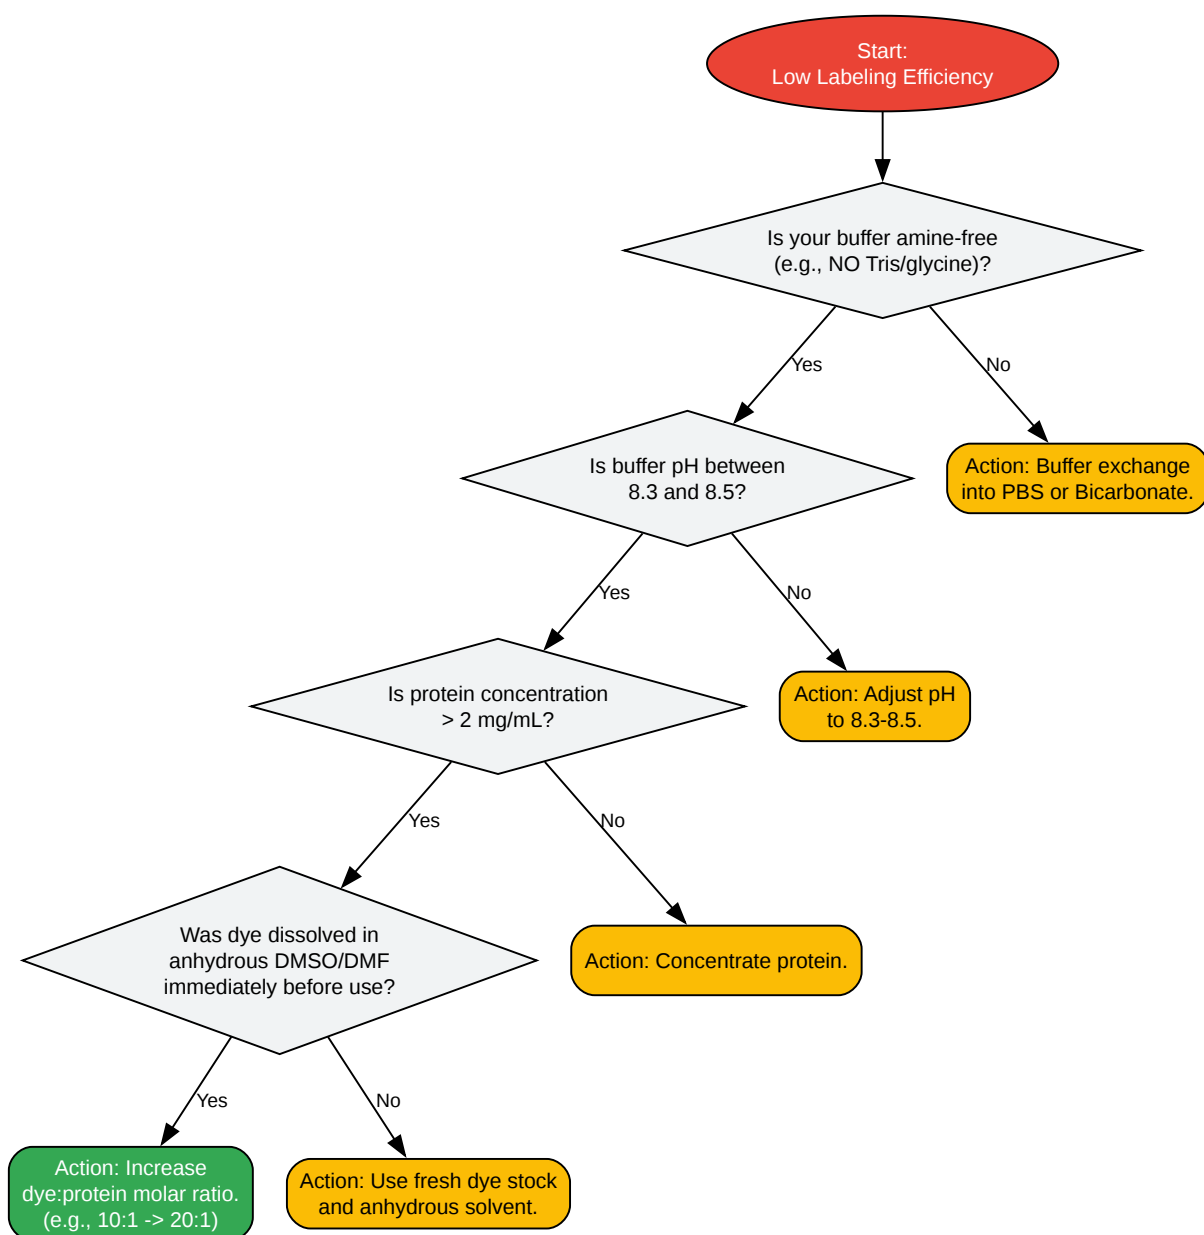 Start:
Low Labeling Efficiency
Is your buffer amine-free
(e.g., NO Tris/glycine)?
Yes
No
Is buffer pH between
8.3 and 8.5?
Action: Buffer exchange
into PBS or Bicarbonate.
Yes
No
Is protein concentration
> 2 mg/mL?
Action: Adjust pH
to 8.3-8.5.
Yes
No
Was dye dissolved in
anhydrous DMSO/DMF
immediately before use?
Action: Concentrate protein.
Yes
No
Action: Increase
dye:protein molar ratio.
(e.g., 10:1 -> 20:1)
Action: Use fresh dye stock
and anhydrous solvent.